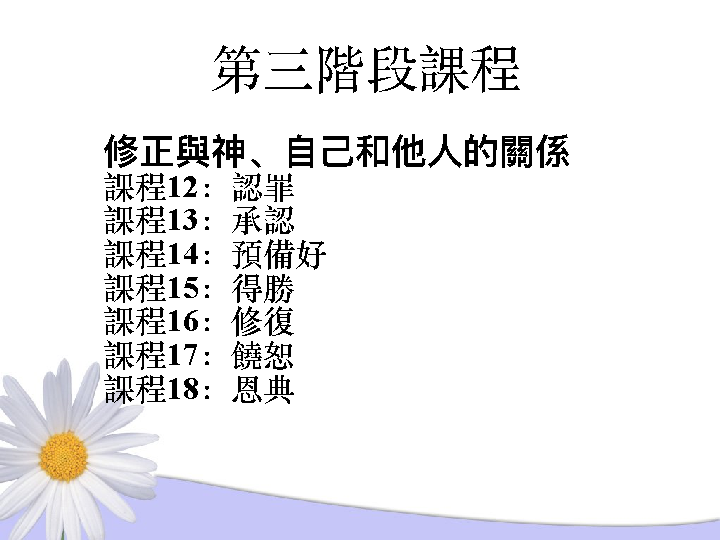 第三階段課程
修正與神、自己和他人的關係
課程12：認罪
課程13：承認
課程14：預備好
課程15：得勝
課程16：修復
課程17：饒恕
課程18：恩典